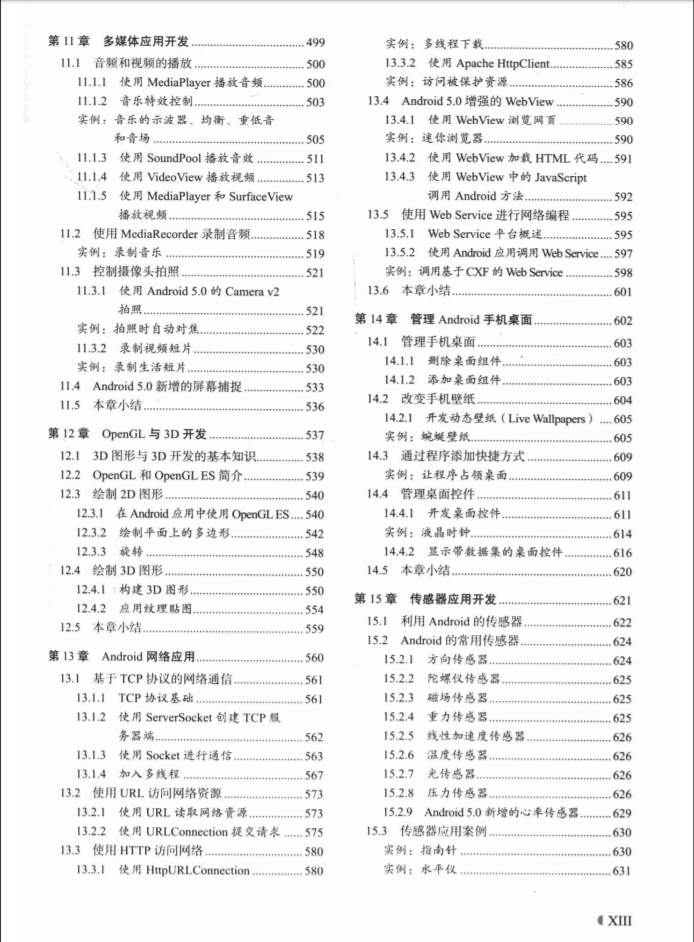 第 11 章 多媒体应用开发 ........................ 499
11.1 音频和视频的播放 ........................ 500
11.1.1 使用 MediaPlayer 播放音频 ........................ 500
11.1.2 音乐特效控制 ........................ 503
实例：音乐的示波器、均衡、重低音
和音场 ........................ 505
11.1.3 使用 SoundPool 播放音效 ........................ 511
11.1.4 使用 VideoView 播放视频 ........................ 513
11.1.5 使用 MediaPlayer 和 SurfaceView
播放视频 ........................ 515
11.2 使用 MediaRecorder 录制音频 ........................ 518
实例：录制音乐 ........................ 519
11.3 控制摄像头拍照 ........................ 521
11.3.1 使用 Android 5.0 的 Camera v2
拍照 ........................ 521
实例：拍照时自动对焦 ........................ 522
11.3.2 录制视频短片 ........................ 530
实例：录制生活短片 ........................ 530
11.4 Android 5.0 新增的屏幕捕捉 ........................ 533
11.5 本章小结 ........................ 536
第 12 章 OpenGL 与 3D 开发 ........................ 537
12.1 3D 图形与 3D 开发的基本知识 ........................ 538
12.2 OpenGL 和 OpenGL ES 简介 ........................ 539
12.3 绘制 2D 图形 ........................ 540
12.3.1 在 Android 应用中使用 OpenGL ES .... 540
12.3.2 绘制平面上的多边形 ........................ 542
12.3.3 旋转 ........................ 548
12.4 绘制 3D 图形 ........................ 550
12.4.1 构建 3D 图形 ........................ 550
12.4.2 应用纹理贴图 ........................ 554
12.5 本章小结 ........................ 559
第 13 章 Android 网络应用 ........................ 560
13.1 基于 TCP 协议的网络通信 ........................ 561
13.1.1 TCP 协议基础 ........................ 561
13.1.2 使用 ServerSocket 创建 TCP 服
务器端 ........................ 562
13.1.3 使用 Socket 进行通信 ........................ 563
13.1.4 加入多线程 ........................ 567
13.2 使用 URL 访问网络资源 ........................ 573
13.2.1 使用 URL 读取网络资源 ........................ 573
13.2.2 使用 URLConnection 提交请求 ...... 575
13.3 使用 HTTP 访问网络 ........................ 580
13.3.1 使用 HttpURLConnection ........................ 580
实例：多线程下载 ........................ 580
13.3.2 使用 Apache HttpClient ........................ 585
实例：访问被保护资源 ........................ 586
13.4 Android 5.0 增强的 WebView ........................ 590
13.4.1 使用 WebView 浏览网页 ........................ 590
实例：迷你浏览器 ........................ 590
13.4.2 使用 WebView 加载 HTML 代码 .... 591
13.4.3 使用 WebView 中的 JavaScript
调用 Android 方法 ........................ 592
13.5 使用 Web Service 进行网络编程 ........................ 595
13.5.1 Web Service 平台概述 ........................ 595
13.5.2 使用 Android 应用调用 Web Service .... 597
实例：调用基于 CXF 的 Web Service ........................ 598
13.6 本章小结 ........................ 601
第 14 章 管理 Android 手机桌面 ........................ 602
14.1 管理手机桌面 ........................ 603
14.1.1 删除桌面组件 ........................ 603
14.1.2 添加桌面组件 ........................ 603
14.2 改变手机壁纸 ........................ 604
14.2.1 开发动态壁纸（Live Wallpapers） .... 605
实例：蜿蜒壁纸 ........................ 605
14.3 通过程序添加快捷方式 ........................ 609
实例：让程序占领桌面 ........................ 609
14.4 管理桌面控件 ........................ 611
14.4.1 开发桌面控件 ........................ 611
实例：液晶时钟 ........................ 614
14.4.2 显示带数据集的桌面控件 ........................ 616
14.5 本章小结 ........................ 620
第 15 章 传感器应用开发 ........................ 621
15.1 利用 Android 的传感器 ........................ 622
15.2 Android 的常用传感器 ........................ 624
15.2.1 方向传感器 ........................ 624
15.2.2 陀螺仪传感器 ........................ 625
15.2.3 磁场传感器 ........................ 625
15.2.4 重力传感器 ........................ 625
15.2.5 线性加速度传感器 ........................ 626
15.2.6 温度传感器 ........................ 626
15.2.7 光传感器 ........................ 626
15.2.8 压力传感器 ........................ 626
15.2.9 Android 5.0 新增的心率传感器 ........................ 629
15.3 传感器应用案例 ........................ 630
实例：指南针 ........................ 630
实例：水平仪 ........................ 631
XIII